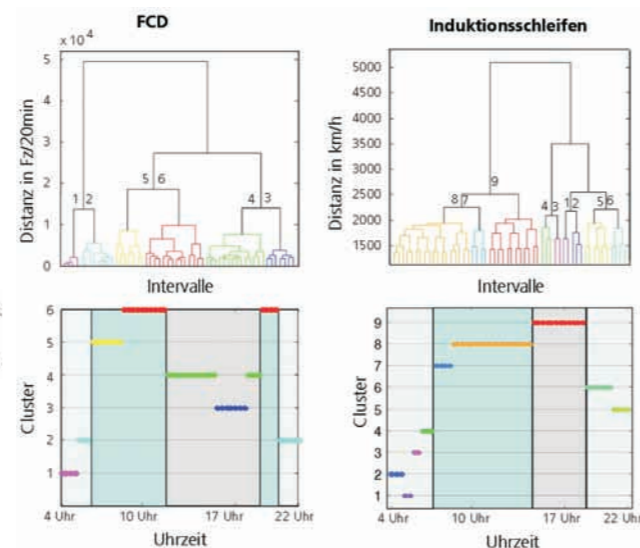 FCD
x 10^4
5
4
3
2
1
0
Distanz in Fz/20min
1 2
5 6
4 3
Intervalle
Induktionsschleifen
5000
4500
4000
3500
3000
2500
2000
1500
Distanz in km/h
8 7
9
4 3 1 2
5 6
Intervalle
6
5
4
3
2
1
Cluster
4 Uhr 10 Uhr 17 Uhr 22 Uhr
Uhrzeit
9
8
7
6
5
4
3
2
1
Cluster
4 Uhr 10 Uhr 17 Uhr 22 Uhr
Uhrzeit